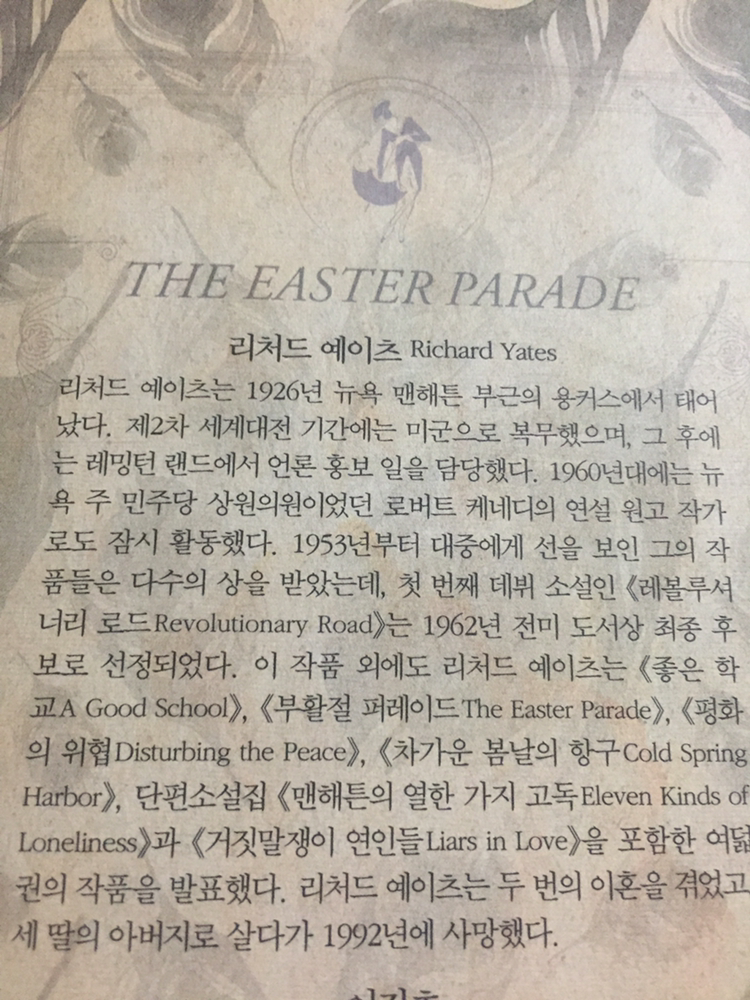 THE EASTER PARADE
리처드 예이츠 Richard Yates
리처드 예이츠는 1926년 뉴욕 맨해튼 부근의 용커스에서 태어
났다. 제2차 세계대전 기간에는 미군으로 복무했으며, 그 후에
는 레밍턴 랜드에서 언론 홍보 일을 담당했다. 1960년대에는 뉴
욕 주 민주당 상원의원이었던 로버트 케네디의 연설 원고 작가
로도 잠시 활동했다. 1953년부터 대중에게 선을 보인 그의 작
품들은 다수의 상을 받았는데, 첫 번째 데뷔 소설인 《레볼루셔
너리 로드Revolutionary Road》는 1962년 전미 도서상 최종 후
보로 선정되었다. 이 작품 외에도 리처드 예이츠는 《좋은 학
교A Good School》, 《부활절 퍼레이드The Easter Parade》, 《평화
의 위협Disturbing the Peace》, 《차가운 봄날의 항구Cold Spring
Harbor》, 단편소설집 《맨해튼의 열한 가지 고독Eleven Kinds of
Loneliness》과 《거짓말쟁이 연인들Liars in Love》을 포함한 여덟
권의 작품을 발표했다. 리처드 예이츠는 두 번의 이혼을 겪었고
세 딸의 아버지로 살다가 1992년에 사망했다.